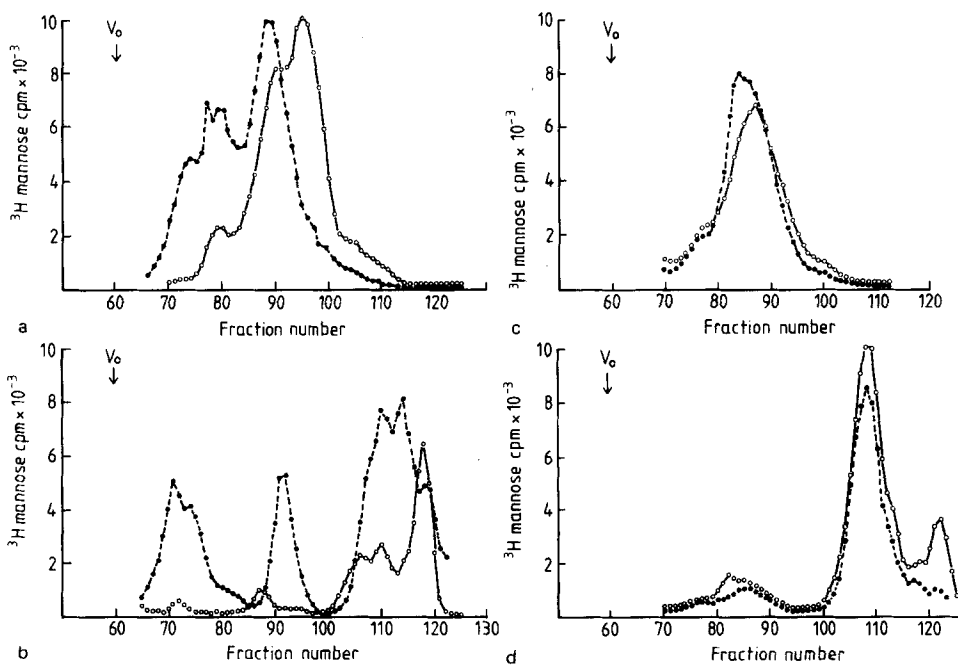 V₀
10
8
6
4
2
³H mannose cpm × 10⁻³
60 70 80 90 100 110 120 130
Fraction number
a
V₀
10
8
6
4
2
³H mannose cpm × 10⁻³
60 70 80 90 100 110 120 130
Fraction number
b
V₀
10
8
6
4
2
³H mannose cpm × 10⁻³
60 70 80 90 100 110 120
Fraction number
c
V₀
10
8
6
4
2
³H mannose cpm × 10⁻³
60 70 80 90 100 110 120
Fraction number
d